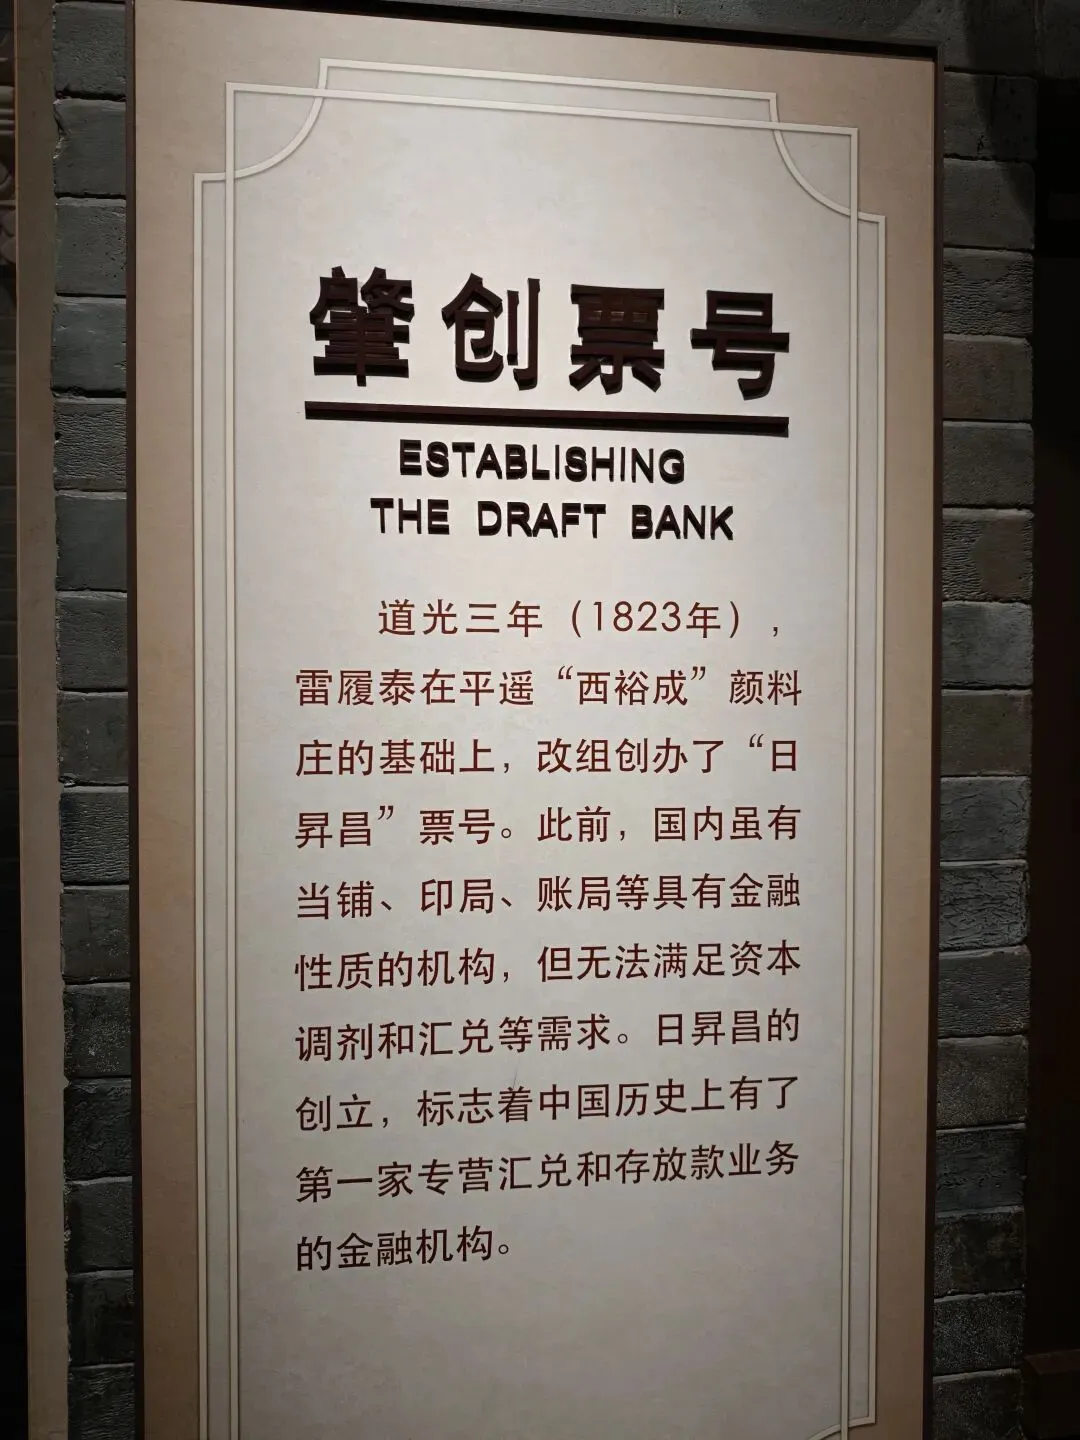 肇创票号
ESTABLISHING
THE DRAFT BANK
道光三年（1823年），
雷履泰在平遥“西裕成”颜料
庄的基础上，改组创办了“日
昇昌”票号。此前，国内虽有
当铺、印局、账局等具有金融
性质的机构，但无法满足资本
调剂和汇兑等需求。日昇昌的
创立，标志着中国历史上有了
第一家专营汇兑和存放款业务
的金融机构。